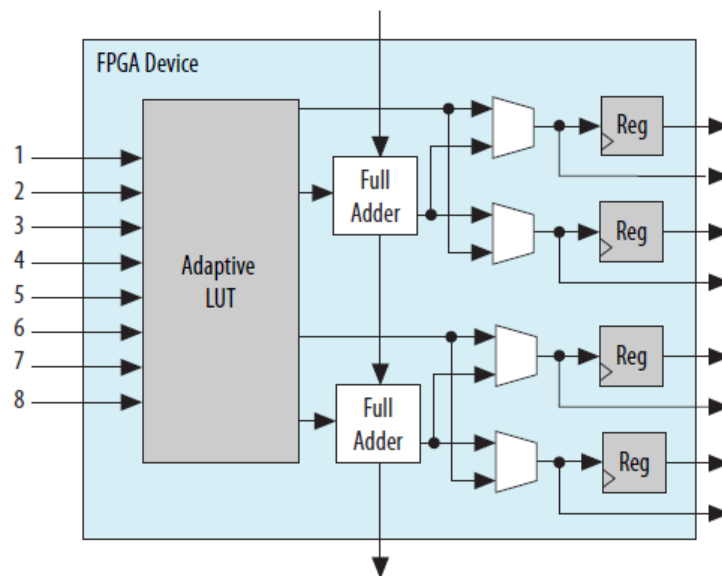 FPGA Device
1
2
3
4
5
6
7
8
Adaptive
LUT
Full
Adder
Full
Adder
Reg
Reg
Reg
Reg